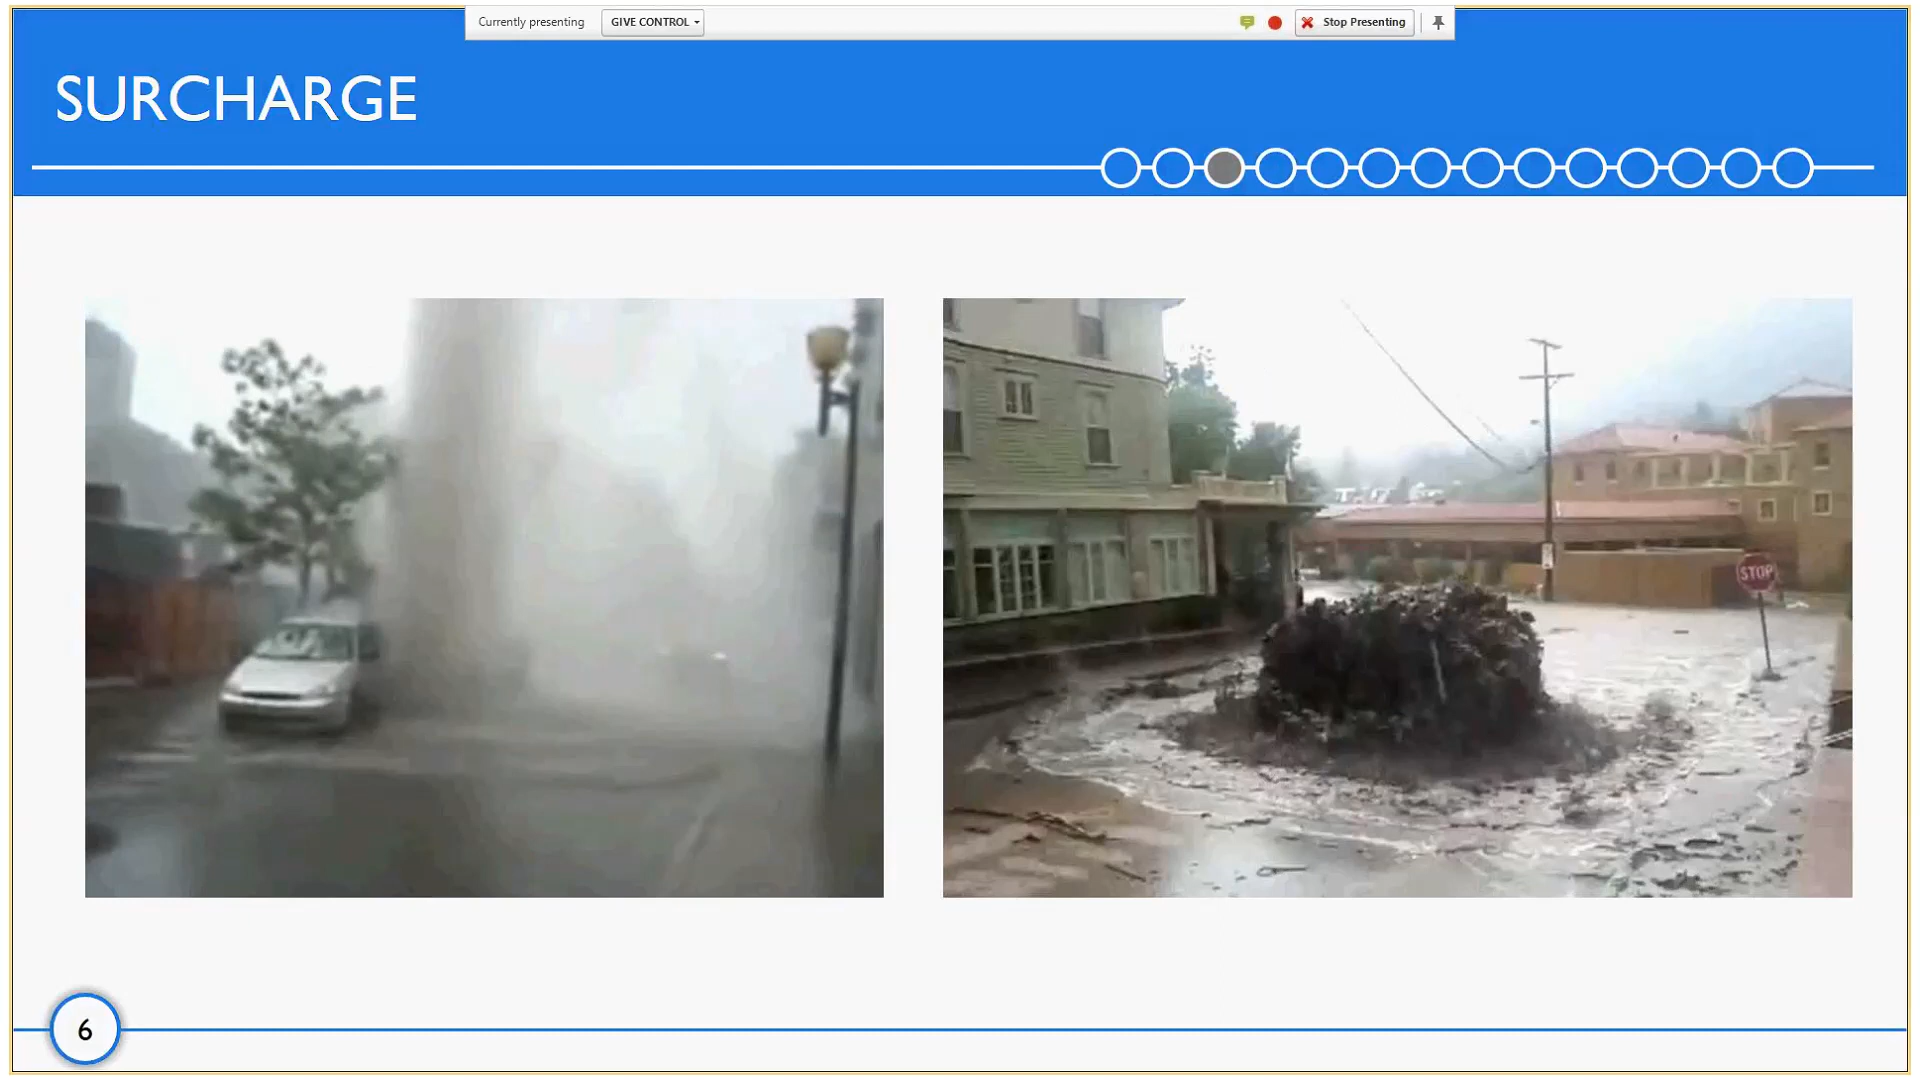 Currently presenting
GIVE CONTROL
Stop Presenting
SURCHARGE
STOP
6